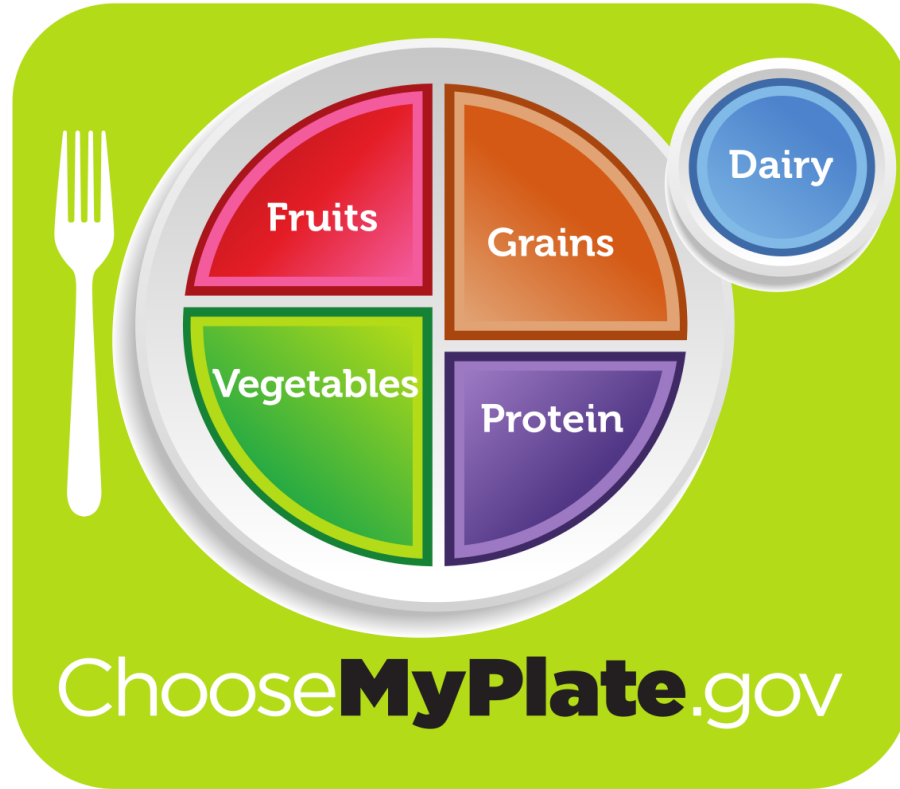 Fruits
Grains
Dairy
Vegetables
Protein
ChooseMyPlate.gov